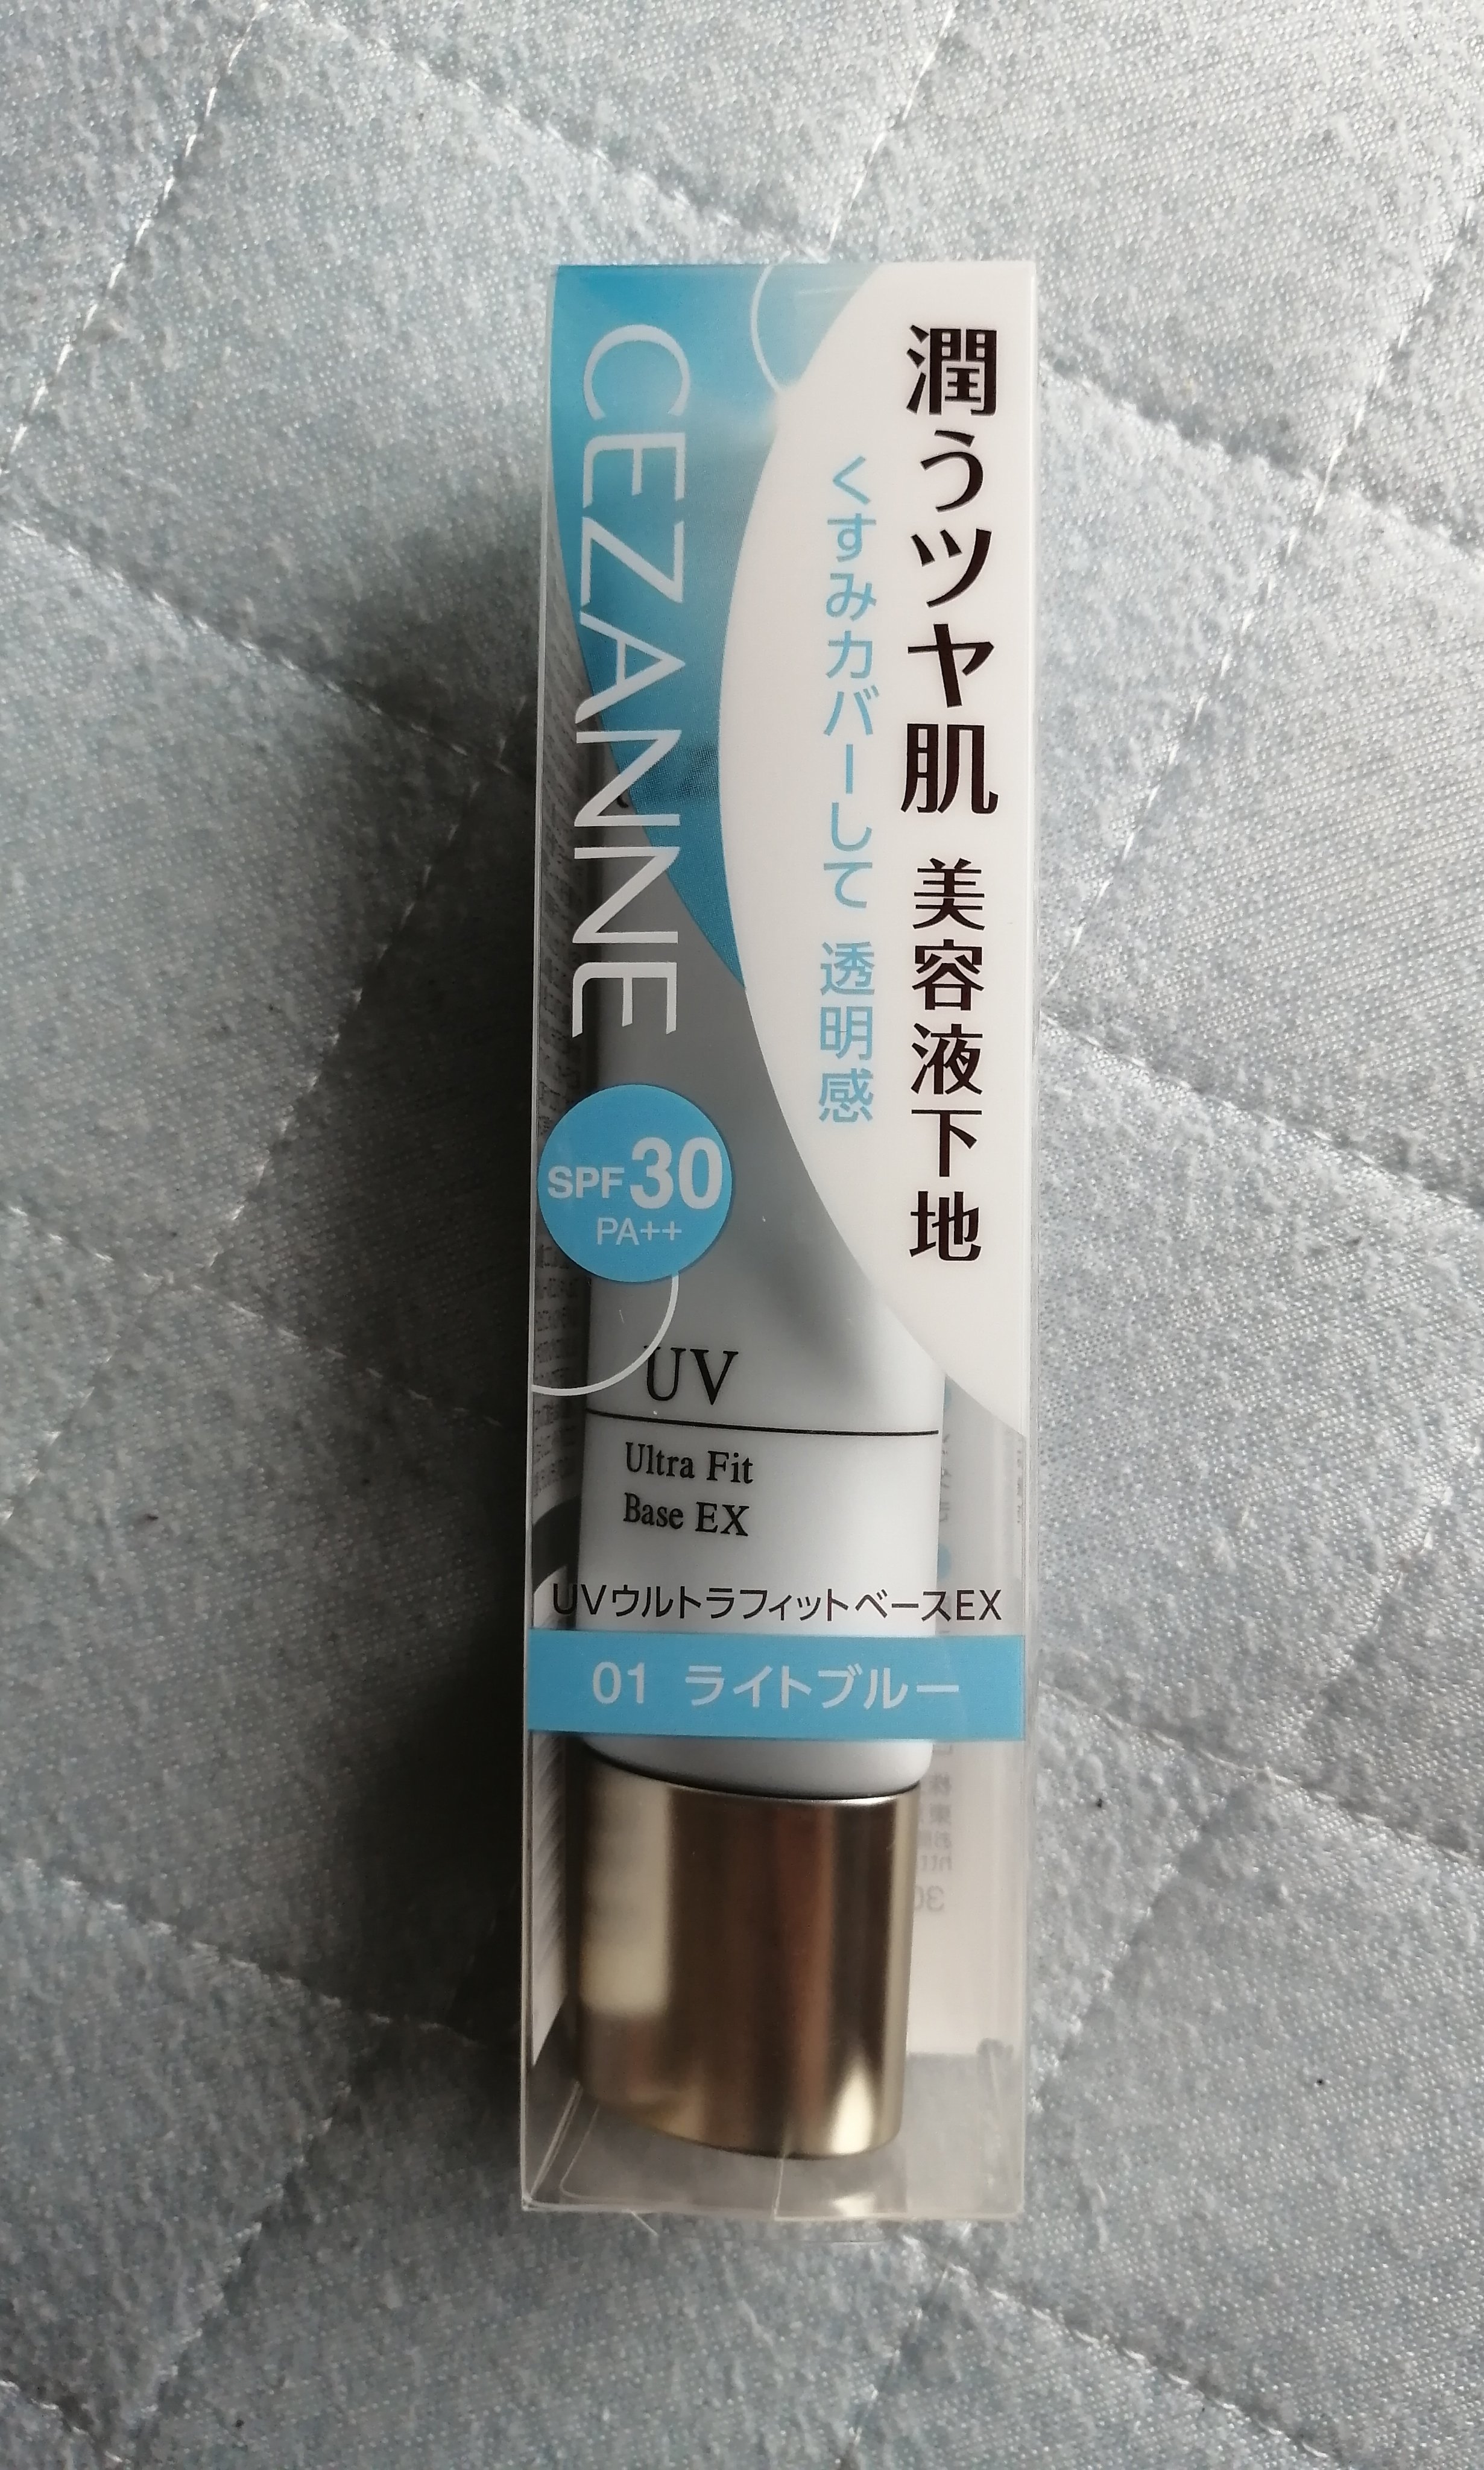 潤うツヤ肌 美容液下地
くすみカバーして 透明感
CEZANNE
SPF30
PA++
UV
Ultra Fit
Base EX
UVウルトラフィットベースEX
01 ライトブルー